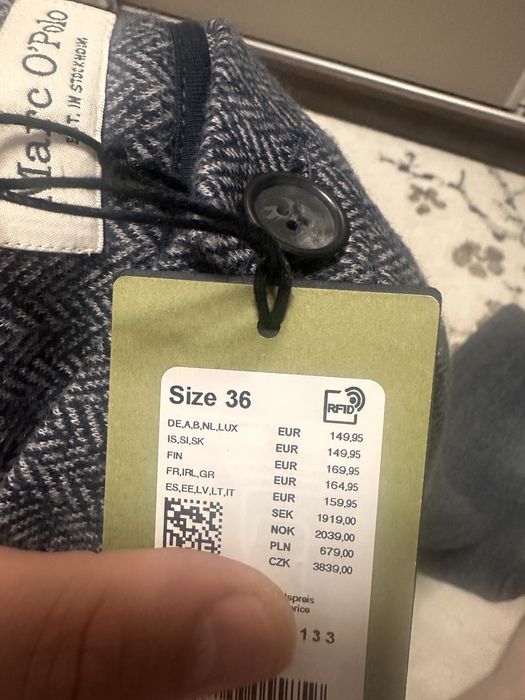 Marc O'Polo
EST. IN STOCKHOLM
Size 36
RFID
DE,A,B,NL,LUX EUR 149,95
IS,SI,SK EUR 149,95
FIN EUR 169,95
FR,IRL,GR EUR 164,95
ES,EE,LV,LT,IT EUR 159,95
SEK 1919,00
NOK 2039,00
PLN 679,00
CZK 3839,00
133